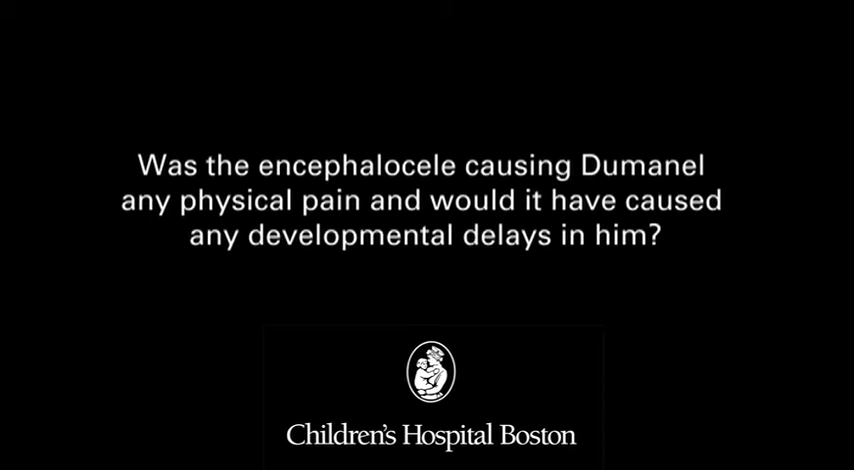 Was the encephalocele causing Dumanel
any physical pain and would it have caused
any developmental delays in him?
Children's Hospital Boston